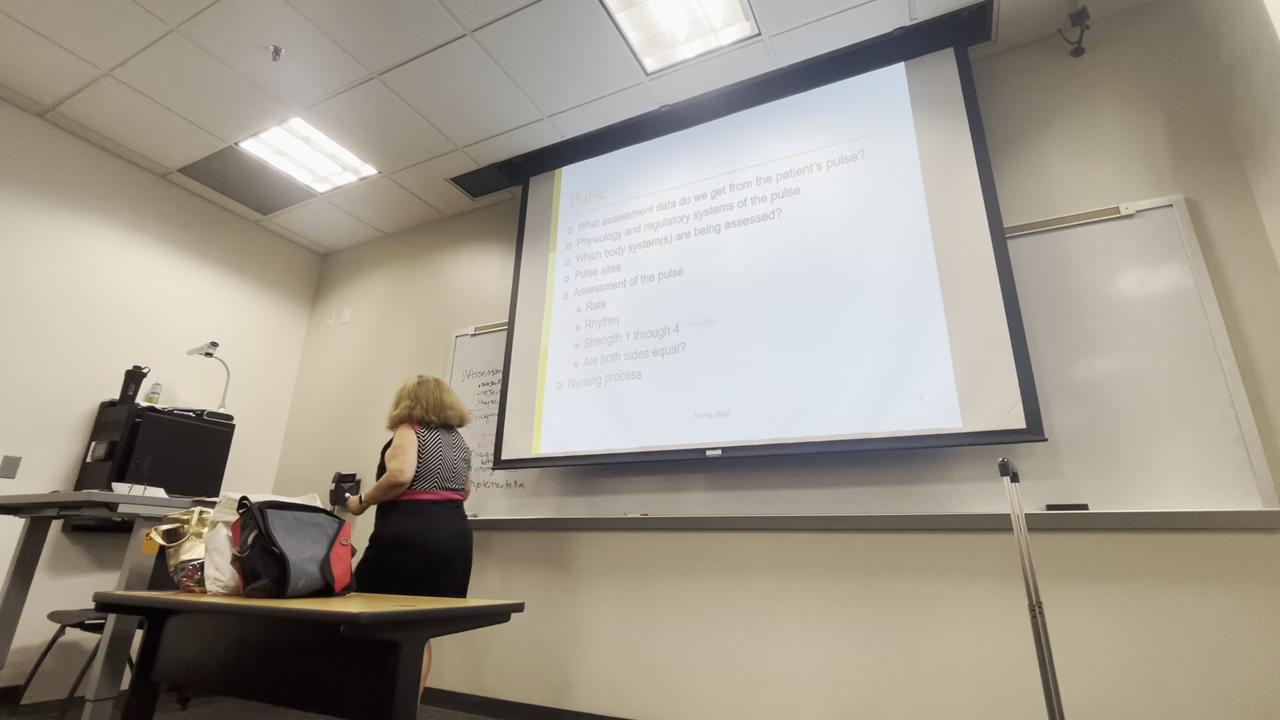 Pulse
What assessment data do we get from the patient's pulse?
Physiology and regulatory systems of the pulse
Which body system(s) are being assessed?
Pulse sites
Assessment of the pulse
Rate
Rhythm
Strength 1 through 4
Are both sides equal?
Nursing process